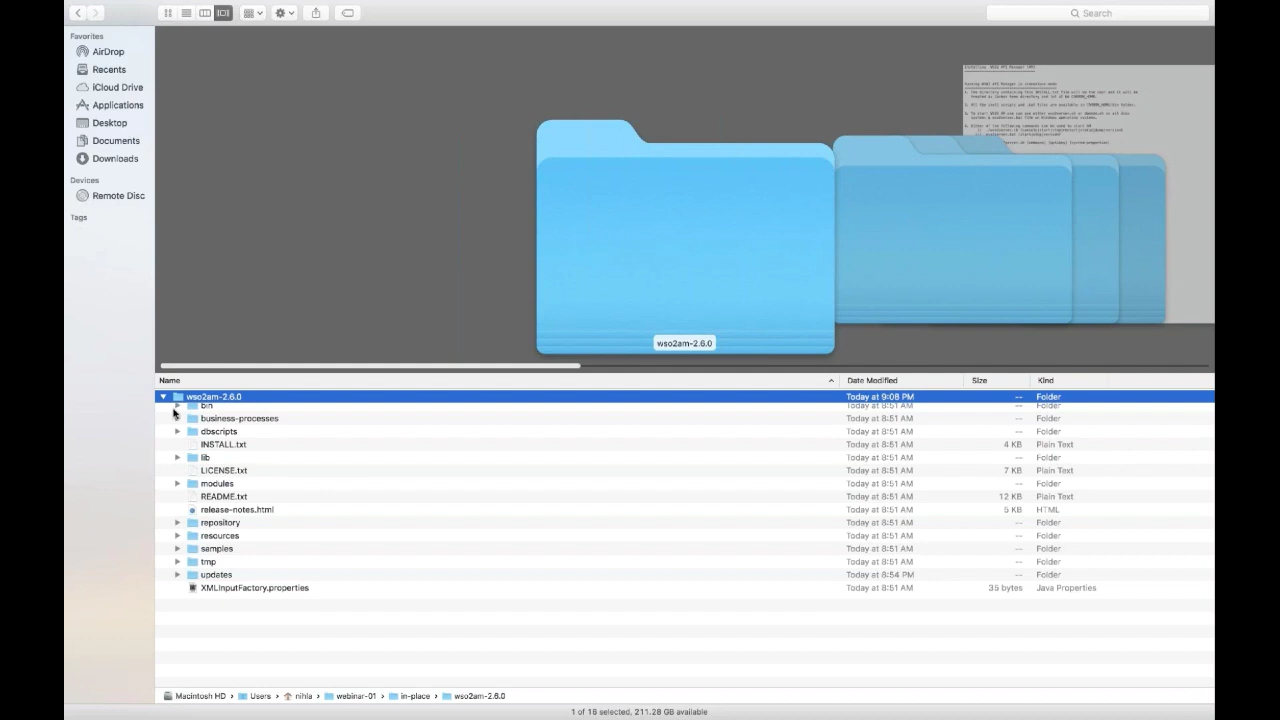 Search
Favorites
AirDrop
Recents
iCloud Drive
Applications
Desktop
Documents
Downloads
Devices
Remote Disc
Tags
wso2am-2.6.0
Name Date Modified Size Kind
wso2am-2.6.0 Today at 9:08 PM -- Folder
bin Today at 8:51 AM -- Folder
business-processes Today at 8:51 AM -- Folder
dbscripts Today at 8:51 AM -- Folder
INSTALL.txt Today at 8:51 AM 4 KB Plain Text
lib Today at 8:51 AM -- Folder
LICENSE.txt Today at 8:51 AM 7 KB Plain Text
modules Today at 8:51 AM -- Folder
README.txt Today at 8:51 AM 12 KB Plain Text
release-notes.html Today at 8:51 AM 5 KB HTML
repository Today at 8:51 AM -- Folder
resources Today at 8:51 AM -- Folder
samples Today at 8:51 AM -- Folder
tmp Today at 8:51 AM -- Folder
updates Today at 8:54 PM -- Folder
XMLInputFactory.properties Today at 8:51 AM 35 bytes Java Properties
Macintosh HD › Users › nihla › webinar-01 › in-place › wso2am-2.6.0
1 of 16 selected, 211.28 GB available